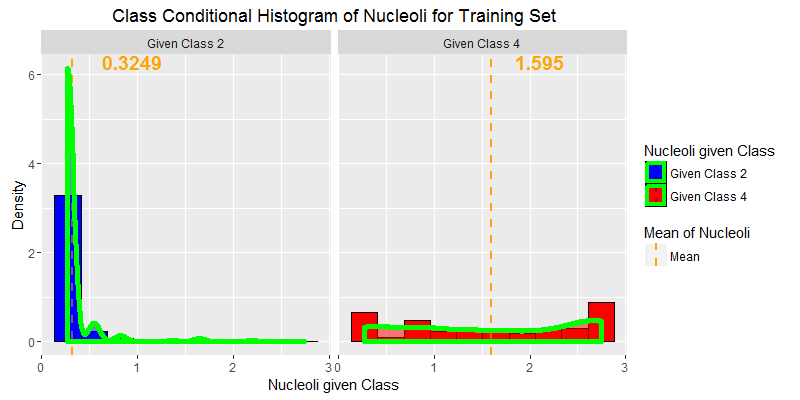 Class Conditional Histogram of Nucleoli for Training Set
Given Class 2
Given Class 4
0.3249
1.595
Density
6
4
2
0
0
1
2
3
0
1
2
3
Nucleoli given Class
Nucleoli given Class
Given Class 2
Given Class 4
Mean of Nucleoli
Mean